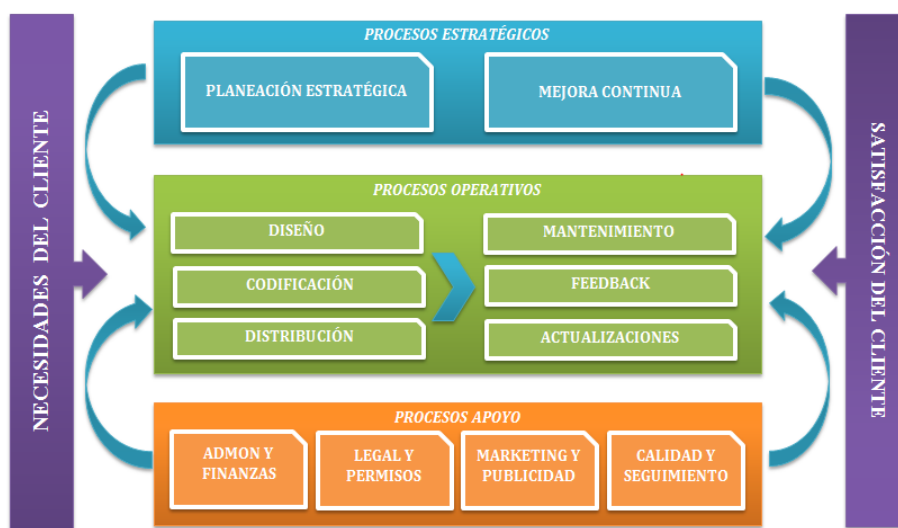 NECESIDADES DEL CLIENTE
PROCESOS ESTRATÉGICOS
PLANEACIÓN ESTRATÉGICA
MEJORA CONTINUA
PROCESOS OPERATIVOS
DISEÑO
CODIFICACIÓN
DISTRIBUCIÓN
MANTENIMIENTO
FEEDBACK
ACTUALIZACIONES
PROCESOS APOYO
ADMON Y
FINANZAS
LEGAL Y
PERMISOS
MARKETING Y
PUBLICIDAD
CALIDAD Y
SEGUIMIENTO
SATISFACCIÓN DEL CLIENTE